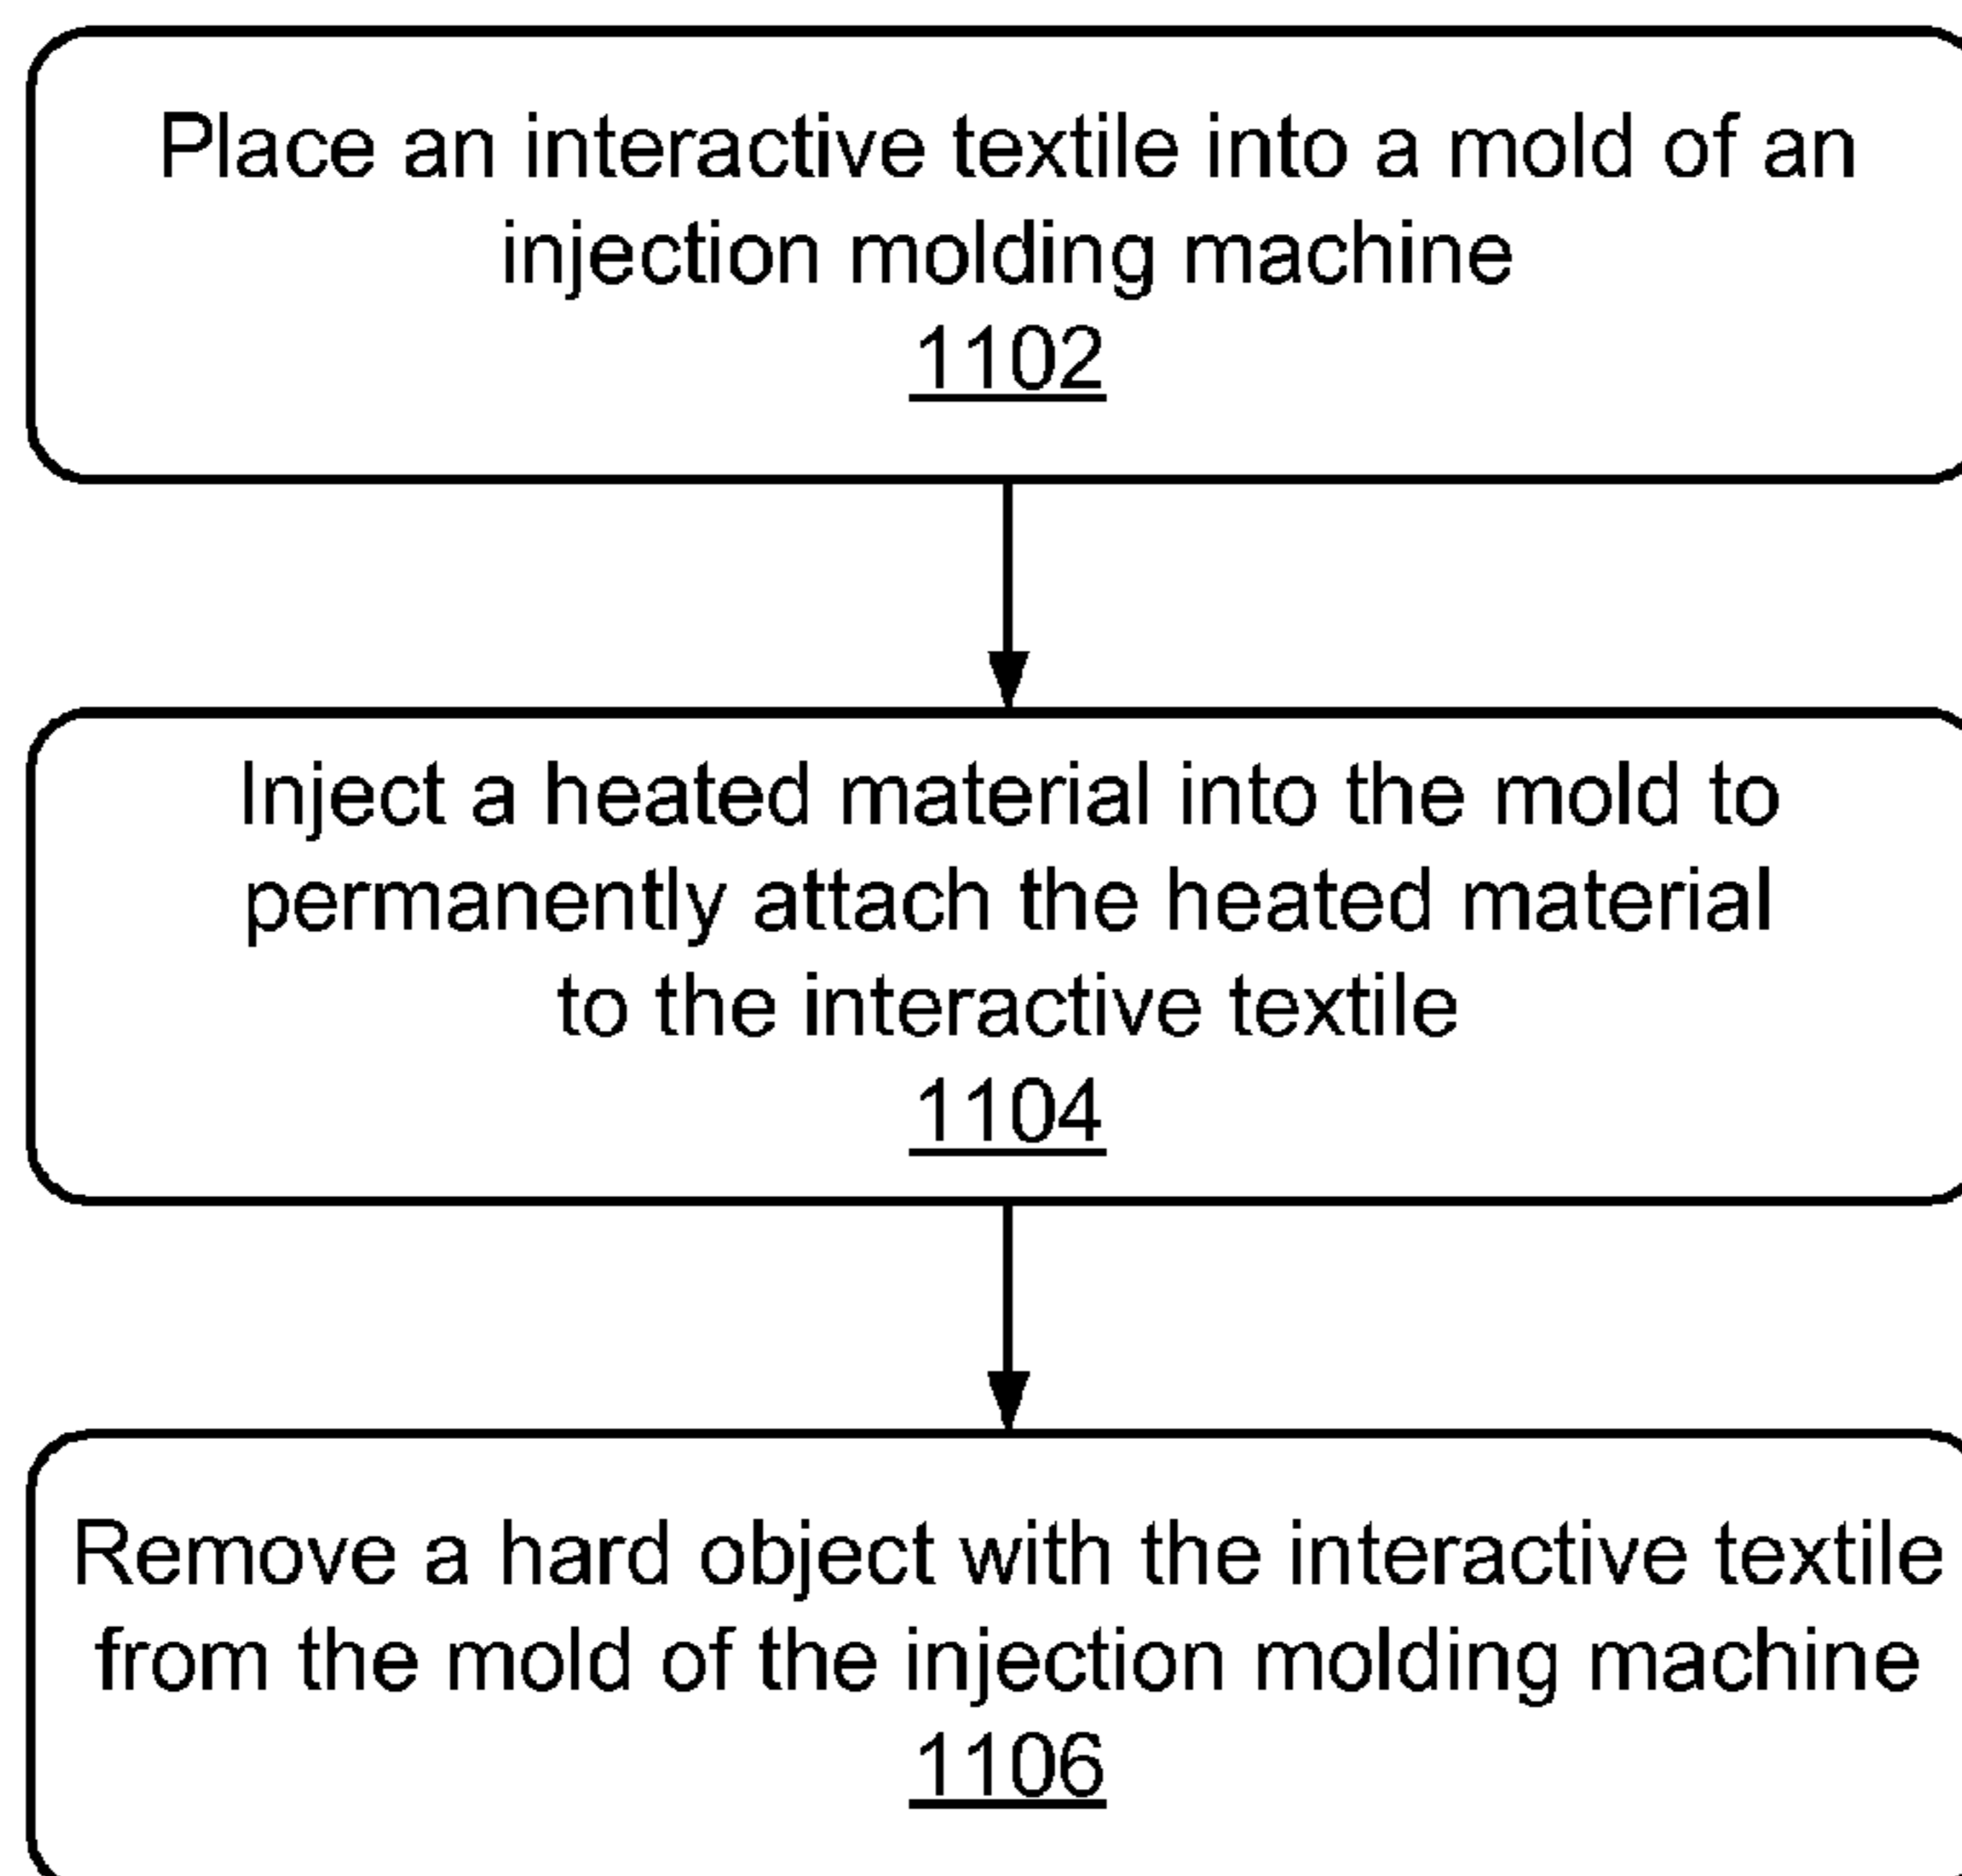 Place an interactive textile into a mold of an
injection molding machine
1102
Inject a heated material into the mold to
permanently attach the heated material
to the interactive textile
1104
Remove a hard object with the interactive textile
from the mold of the injection molding machine
1106